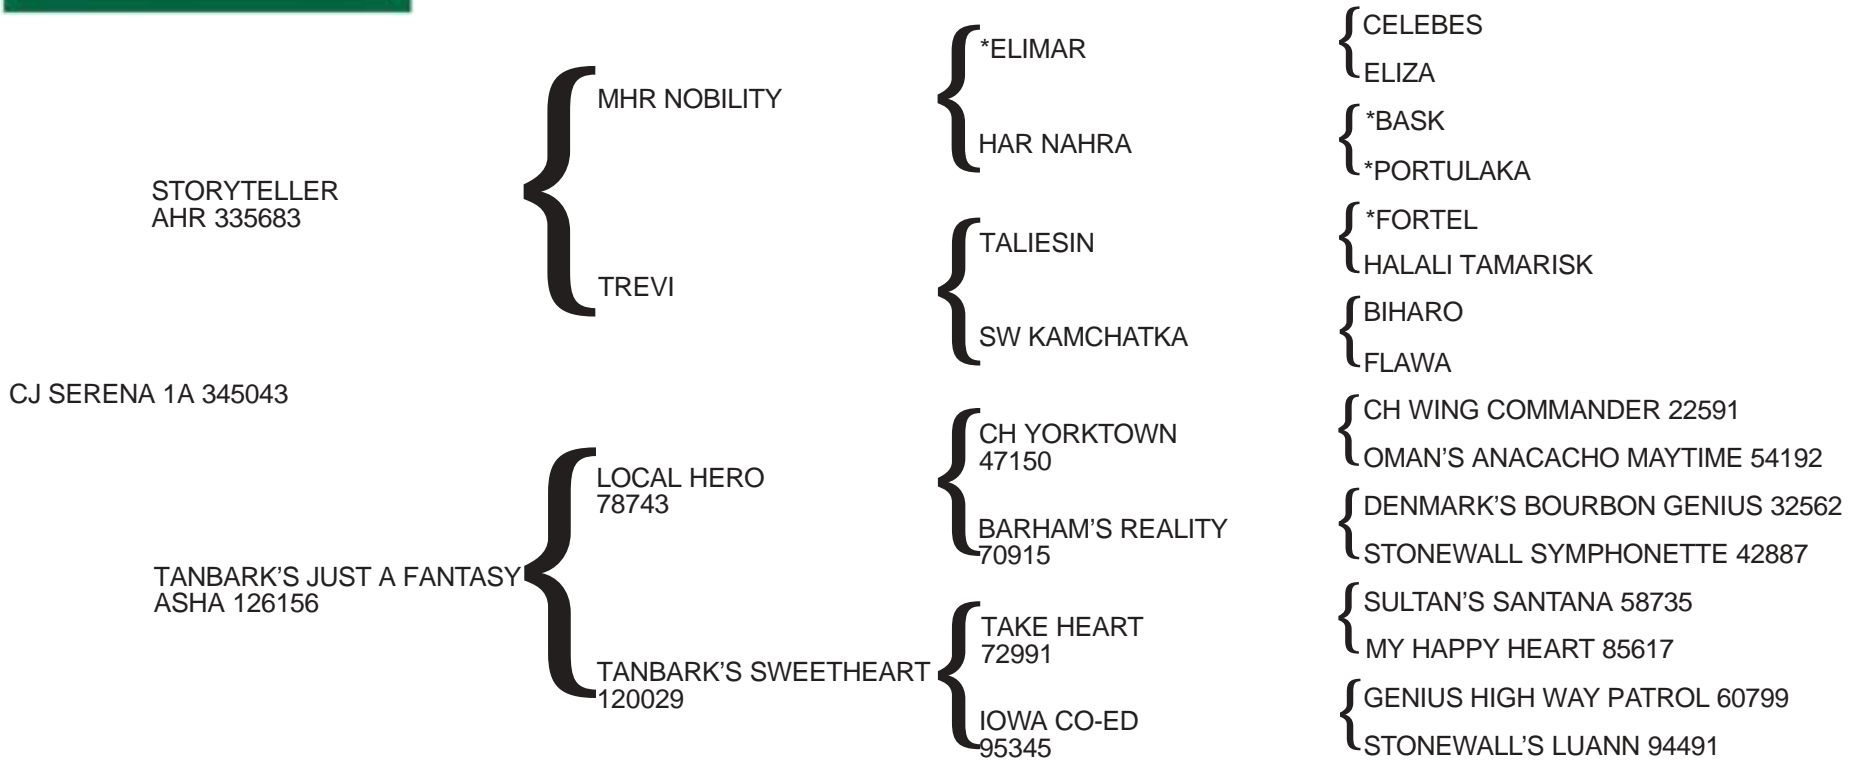 CJ SERENA 1A 345043
STORYTELLER
AHR 335683
TANBARK’S JUST A FANTASY
ASHA 126156
MHR NOBILITY
TREVI
LOCAL HERO
78743
TANBARK’S SWEETHEART
120029
*ELIMAR
HAR NAHRA
TALIESIN
SW KAMCHATKA
CH YORKTOWN
47150
BARHAM’S REALITY
70915
TAKE HEART
72991
IOWA CO-ED
95345
CELEBES
ELIZA
*BASK
*PORTULAKA
*FORTEL
HALALI TAMARISK
BIHARO
FLAWA
CH WING COMMANDER 22591
OMAN’S ANACACHO MAYTIME 54192
DENMARK’S BOURBON GENIUS 32562
STONEWALL SYMPHONETTE 42887
SULTAN’S SANTANA 58735
MY HAPPY HEART 85617
GENIUS HIGH WAY PATROL 60799
STONEWALL’S LUANN 94491